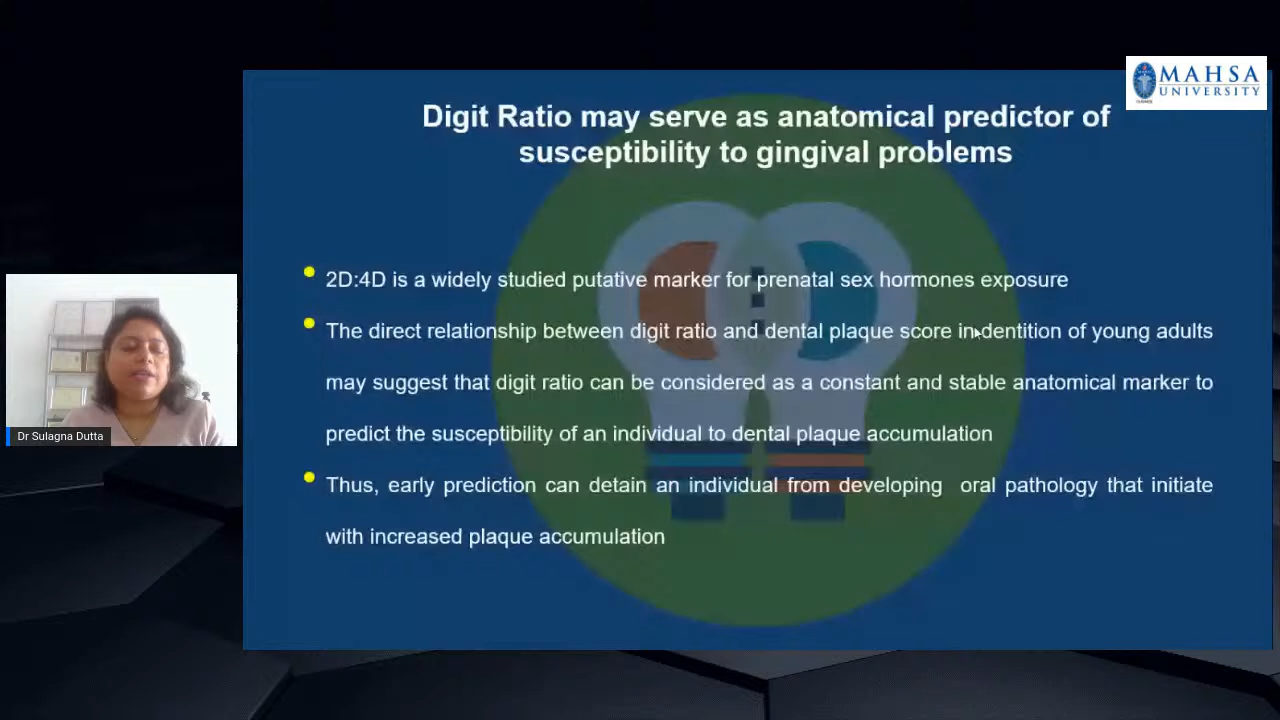 MAHSA
UNIVERSITY
Digit Ratio may serve as anatomical predictor of
susceptibility to gingival problems
2D:4D is a widely studied putative marker for prenatal sex hormones exposure
The direct relationship between digit ratio and dental plaque score in dentition of young adults
may suggest that digit ratio can be considered as a constant and stable anatomical marker to
predict the susceptibility of an individual to dental plaque accumulation
Thus, early prediction can detain an individual from developing oral pathology that initiate
with increased plaque accumulation
Dr Sulagna Dutta